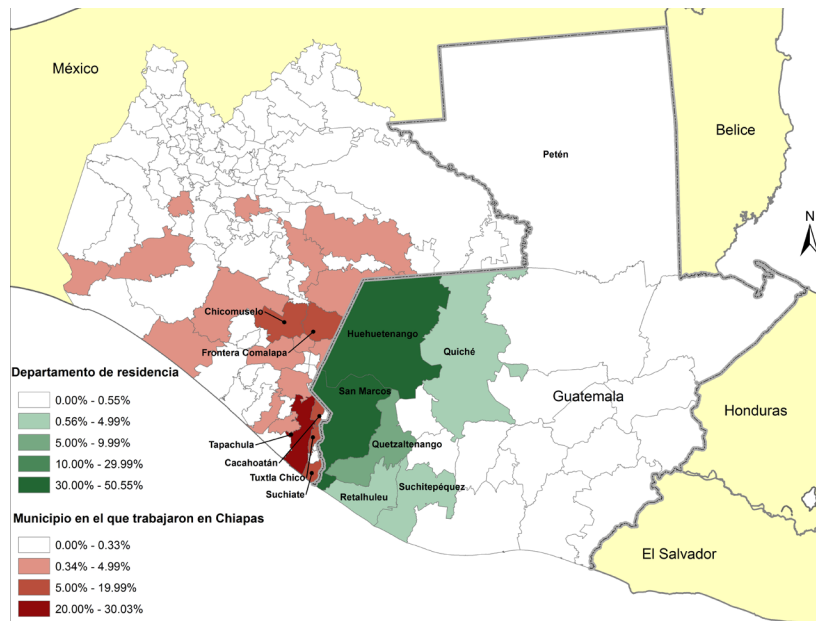 México
Belice
Petén
N
Chicomuselo
Huehuetenango
Frontera Comalapa
Quiché
Departamento de residencia
0.00% - 0.55%
0.56% - 4.99%
5.00% - 9.99%
10.00% - 29.99%
30.00% - 50.55%
San Marcos
Guatemala
Honduras
Tapachula
Quetzaltenango
Cacahoatán
Tuxtla Chico
Suchitepéquez
Suchiate
Retalhuleu
Municipio en el que trabajaron en Chiapas
0.00% - 0.33%
0.34% - 4.99%
5.00% - 19.99%
20.00% - 30.03%
El Salvador